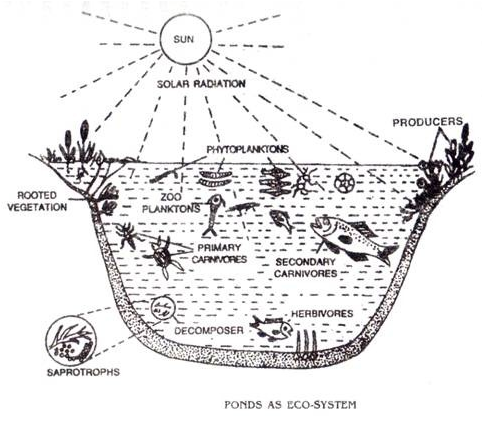 SUN
SOLAR RADIATION
PRODUCERS
PHYTOPLANKTONS
ROOTED
VEGETATION
ZOO
PLANKTONS
PRIMARY
CARNIVORES
SECONDARY
CARNIVORES
HERBIVORES
DECOMPOSER
SAPROTROPHS
PONDS AS ECO-SYSTEM